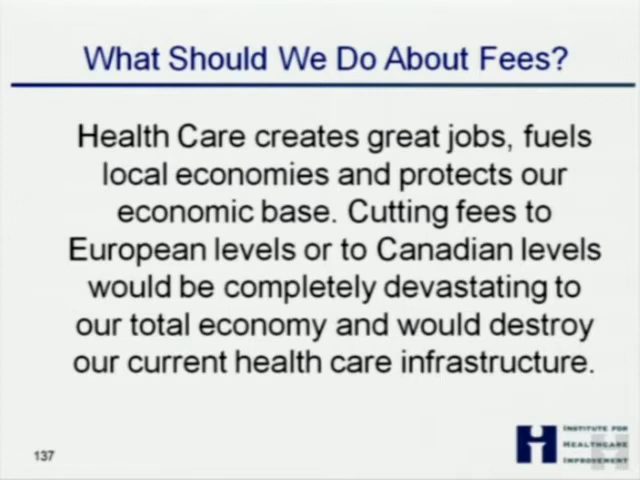 What Should We Do About Fees?
Health Care creates great jobs, fuels
local economies and protects our
economic base. Cutting fees to
European levels or to Canadian levels
would be completely devastating to
our total economy and would destroy
our current health care infrastructure.
137
INSTITUTE FOR
HEALTHCARE
IMPROVEMENT